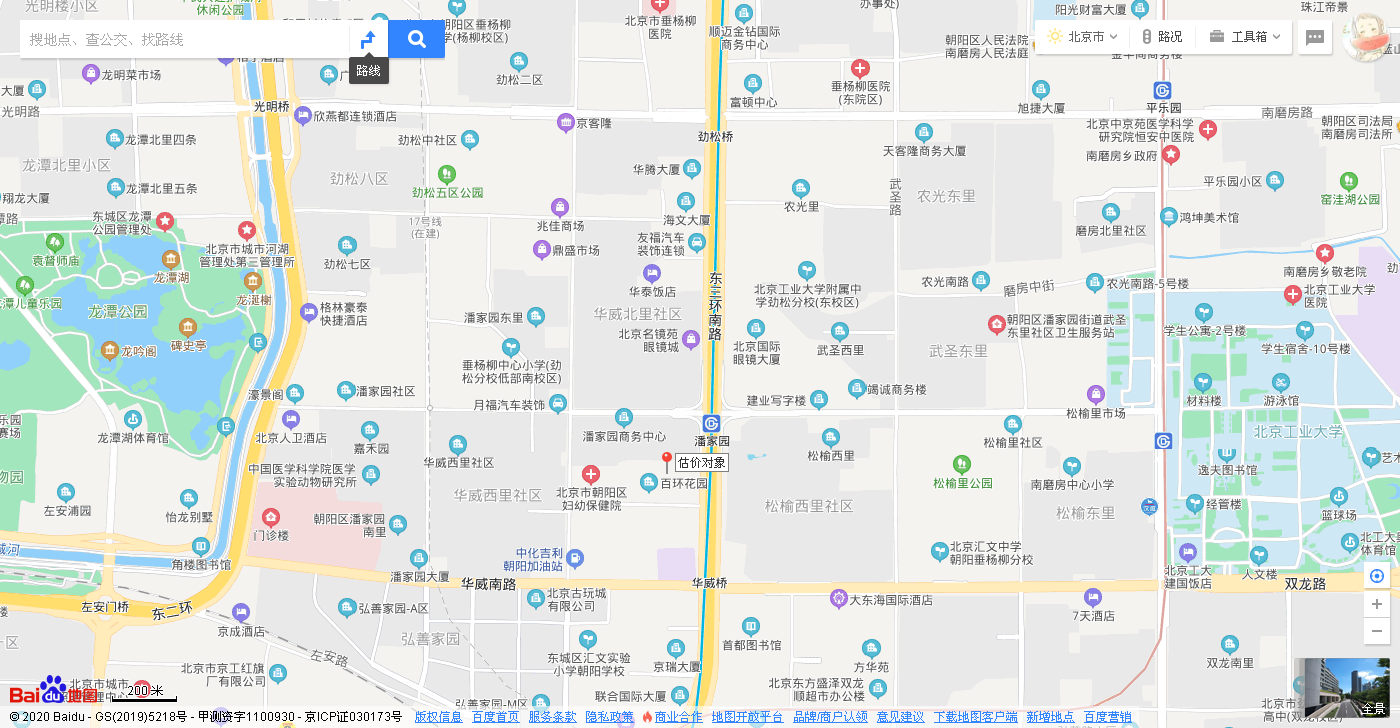 光明楼小区
休闲公园
(杨柳校区)
北京市垂杨柳
医院
顺迈金钻国际
商务中心
办事处)
阳光财富大厦
珠江帝景
搜地点、查公交、找路线
路线
朝阳区人民法院
南磨房人民法庭
北京市
路况
工具箱
龙明菜市场
劲松二区
垂杨柳医院
(东院区)
富顿中心
旭捷大厦
平乐园
南磨房路
光明路
光明桥
欣燕都连锁酒店
京客隆
劲松桥
北京中京苑医学科学
研究院恒安中医院
朝阳区司法局
南磨房司法所
龙潭北里四条
劲松中社区
天客隆商务大厦
南磨房乡政府
龙潭北里小区
劲松八区
华腾大厦
平乐园小区
龙潭北里五条
翔龙大厦
劲松五区公园
农光里
武圣路
农光东里
窑洼湖公园
东城区龙潭
公园管理处
17号线
(在建)
兆佳商场
海文大厦
磨房北里社区
鸿坤美术馆
袁督师庙
北京市城市河湖
管理处第三管理所
劲松七区
鼎盛市场
友福汽车
装饰连锁
龙潭湖
华泰饭店
东三环南路
北京工业大学附属中
学劲松分校(东校区)
农光南路
磨房中街
农光南路-5号楼
南磨房乡敬老院
北京工业大学
医院
龙潭儿童乐园
龙潭公园
龙涎榭
格林豪泰
快捷酒店
潘家园东里
华威北里社区
北京名镜苑
眼镜城
北京国际
眼镜大厦
武圣西里
朝阳区潘家园街道武圣
东里社区卫生服务站
武圣东里
学生公寓-2号楼
学生宿舍-10号楼
龙吟阁
碑史亭
垂杨柳中心小学(劲
松分校低部南校区)
濠景阁
潘家园社区
月福汽车装饰
建业写字楼
竭诚商务楼
松榆里市场
材料楼
游泳馆
龙潭湖体育馆
北京人卫酒店
嘉禾园
潘家园商务中心
潘家园
松榆西里
松榆里社区
北京工业大学
中国医学科学院医学
实验动物研究所
华威西里社区
估价对象
百环花园
松榆里公园
南磨房中心小学
逸夫图书馆
左安浦园
怡龙别墅
朝阳区潘家园
南里
华威西里社区
北京市朝阳区
妇幼保健院
松榆西里社区
松榆东里
经管楼
篮球场
门诊楼
角楼图书馆
潘家园大厦
中化吉利
朝阳加油站
北京汇文中学
朝阳垂杨柳分校
北京工大
建国饭店
人文楼
华威南路
华威桥
双龙路
左安门桥
东二环
弘善家园-A区
北京古玩城
有限公司
大东海国际酒店
7天酒店
京成酒店
弘善家园
左安路
东城区汇文实验
小学朝阳学校
首都图书馆
京瑞大厦
方华苑
双龙南里
北京市京工红旗
厂有限公司
弘善家园-M区
联合国际大厦
北京东方盛泽双龙
顺超市办公楼
Bai du 地图
200米
全景
© 2020 Baidu - GS(2019)5218号 - 甲测资字1100930 - 京ICP证030173号 版权信息 百度首页 服务条款 隐私政策 商业合作 地图开放平台 品牌/商户认领 意见建议 下载地图客户端 新增地点 百度营销